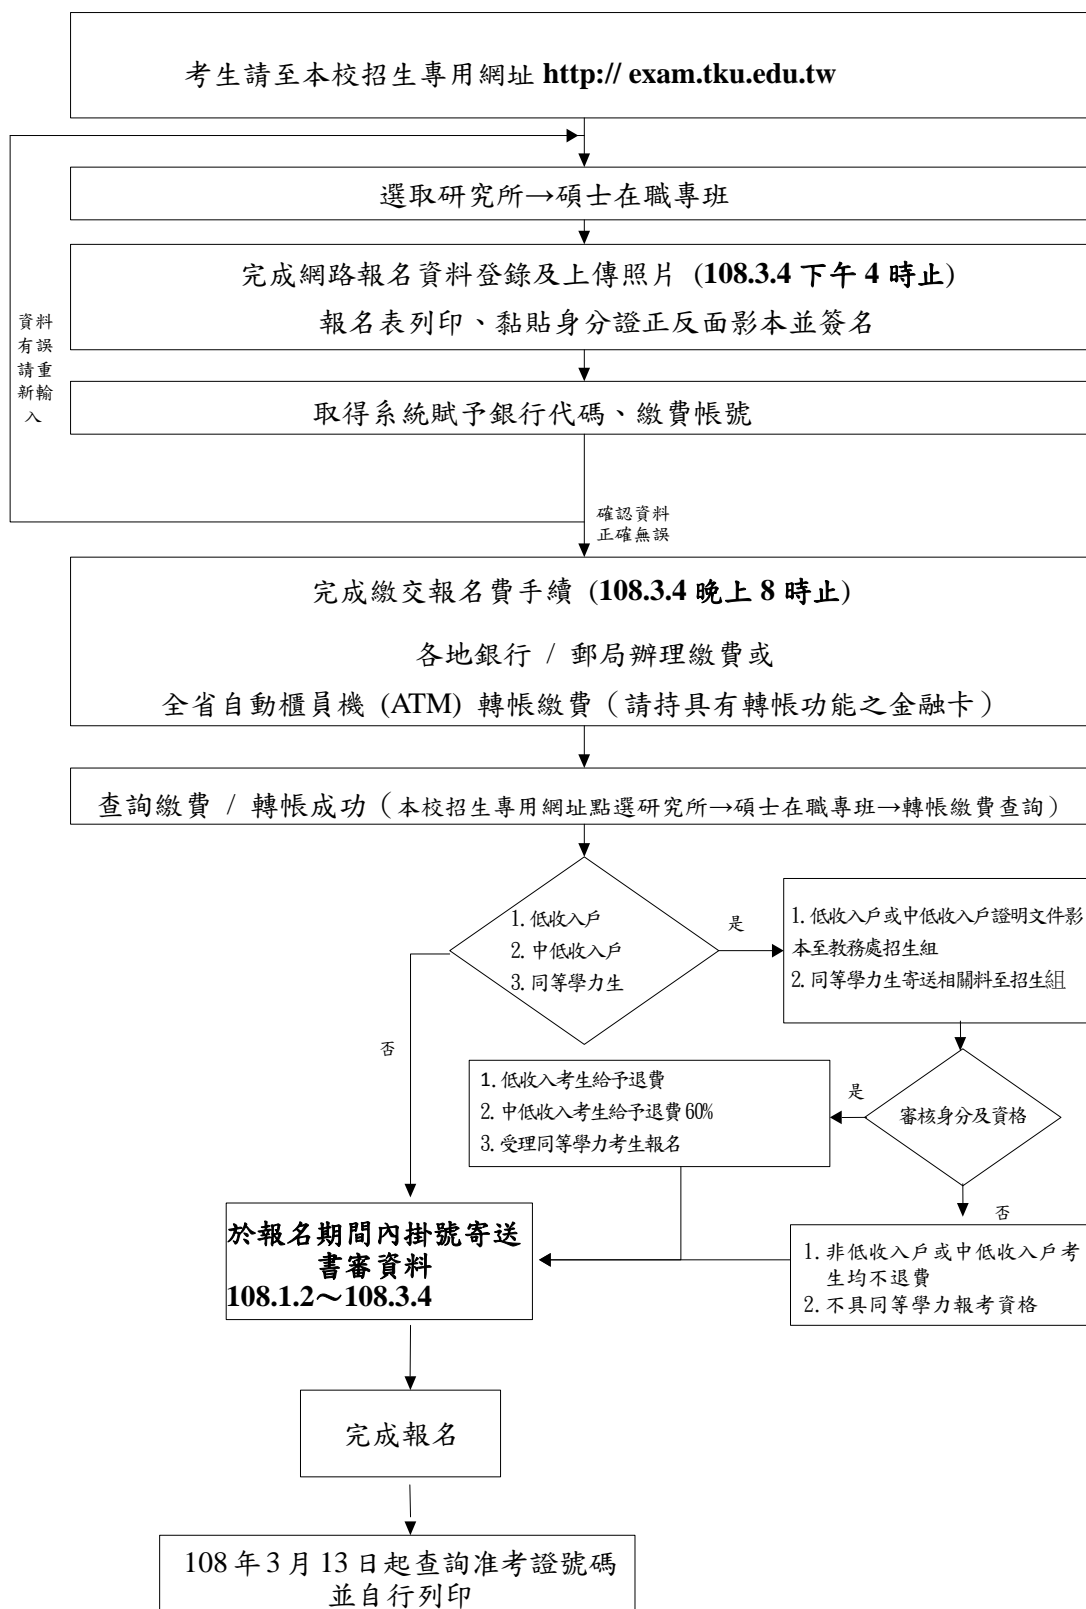 考生請至本校招生專用網址 http:// exam.tku.edu.tw
選取研究所→碩士在職專班
完成網路報名資料登錄及上傳照片 (108.3.4 下午 4 時止)
報名表列印、黏貼身分證正反面影本並簽名
資料
有誤
請重
新輸
入
取得系統賦予銀行代碼、繳費帳號
確認資料
正確無誤
完成繳交報名費手續 (108.3.4 晚上 8 時止)
各地銀行 / 郵局辦理繳費或
全省自動櫃員機 (ATM) 轉帳繳費（請持具有轉帳功能之金融卡）
查詢繳費 / 轉帳成功（本校招生專用網址點選研究所→碩士在職專班→轉帳繳費查詢）
1. 低收入戶
2. 中低收入戶
3. 同等學力生
是
1. 低收入戶或中低收入戶證明文件影
本至教務處招生組
2. 同等學力生寄送相關料至招生組
否
1. 低收入考生給予退費
2. 中低收入考生給予退費 60%
3. 受理同等學力考生報名
是
審核身分及資格
否
於報名期間內掛號寄送
書審資料
108.1.2～108.3.4
1. 非低收入戶或中低收入戶考
生均不退費
2. 不具同等學力報考資格
完成報名
108 年 3 月 13 日起查詢准考證號碼
並自行列印